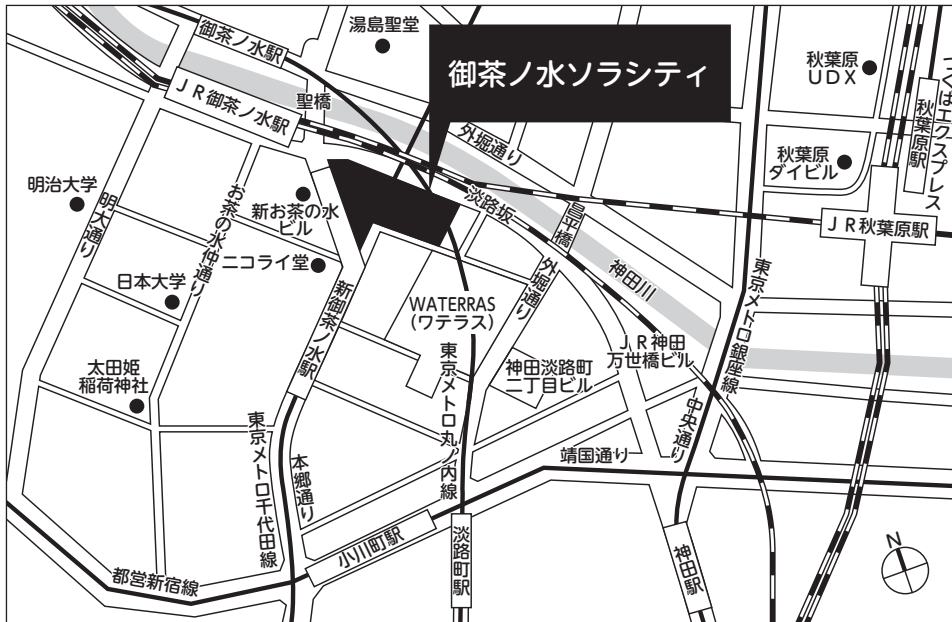 御茶ノ水駅
湯島聖堂
御茶ノ水ソラシティ
秋葉原
UDX
つくばエクスプレス
秋葉原駅
JR御茶ノ水駅
聖橋
外堀通り
秋葉原
ダイビル
明治大学
明大通り
お茶の水仲通り
新お茶の水
ビル
淡路坂
昌平橋
JR秋葉原駅
ニコライ堂
日本大学
新御茶ノ水駅
WATERRAS
(ワテラス)
外堀通り
神田川
東京メトロ銀座線
JR神田
万世橋ビル
太田姫
稲荷神社
東京メトロ丸ノ内線
神田淡路町
二丁目ビル
中央通り
東京メトロ千代田線
本郷通り
靖国通り
小川町駅
淡路町駅
神田駅
都営新宿線
N